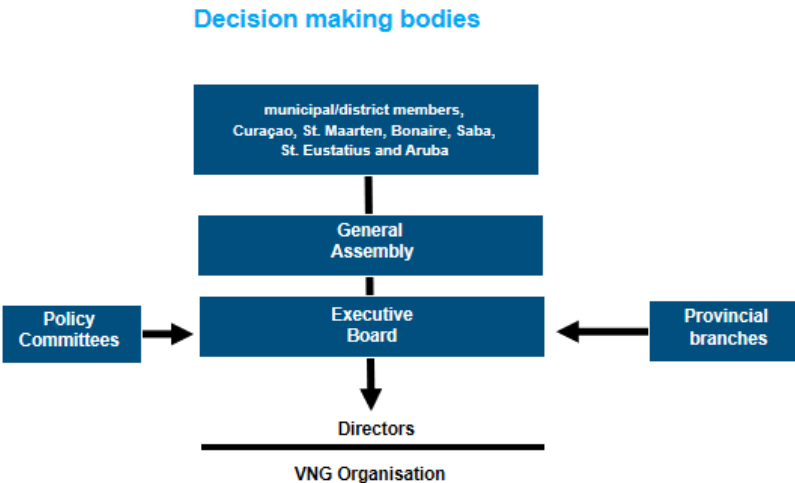 Decision making bodies
municipal/district members,
Curaçao, St. Maarten, Bonaire, Saba,
St. Eustatius and Aruba
General
Assembly
Policy
Committees
Executive
Board
Provincial
branches
Directors
VNG Organisation